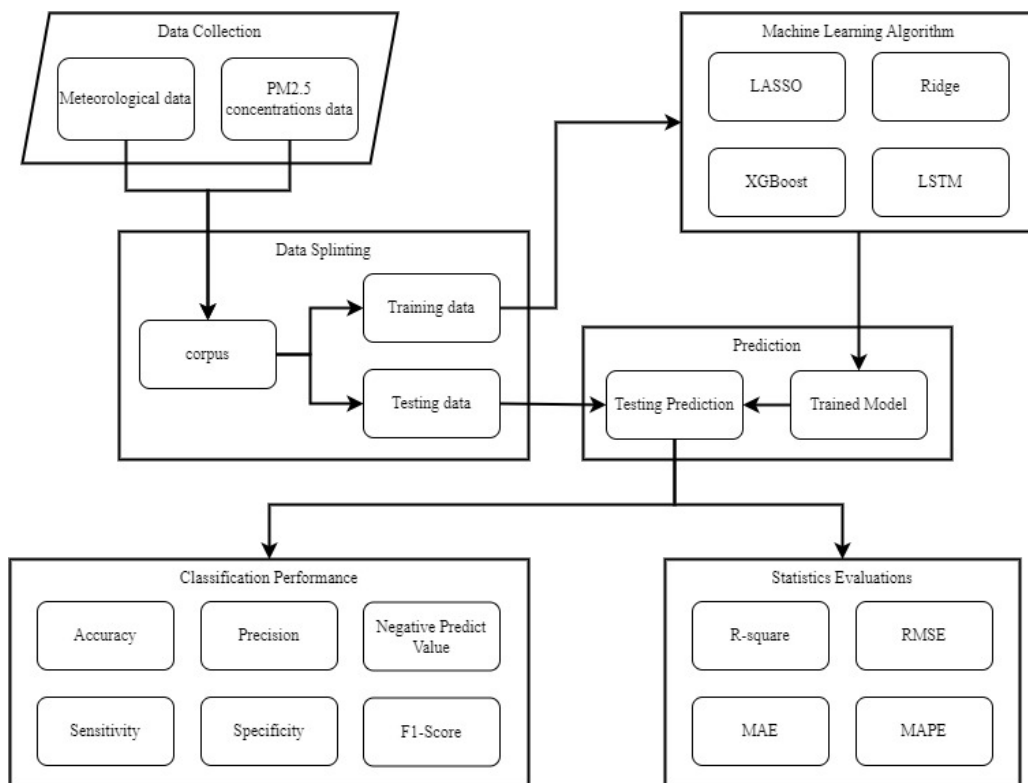 Data Collection
Meteorological data
PM2.5
concentrations data
Machine Learning Algorithm
LASSO
Ridge
XGBoost
LSTM
Data Splinting
corpus
Training data
Testing data
Prediction
Testing Prediction
Trained Model
Classification Performance
Accuracy
Precision
Negative Predict
Value
Sensitivity
Specificity
F1-Score
Statistics Evaluations
R-square
RMSE
MAE
MAPE